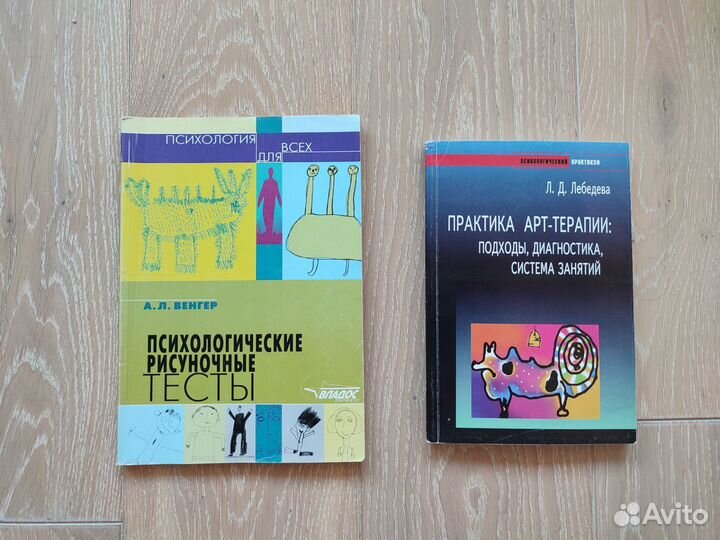 ПСИХОЛОГИЯ
ДЛЯ
ВСЕХ
А.Л. ВЕНГЕР
ПСИХОЛОГИЧЕСКИЕ
РИСУНОЧНЫЕ
ТЕСТЫ
ВЛАДОС
ПСИХОЛОГИЧЕСКИЙ ПРАКТИКУМ
Л. Д. Лебедева
ПРАКТИКА АРТ-ТЕРАПИИ:
ПОДХОДЫ, ДИАГНОСТИКА,
СИСТЕМА ЗАНЯТИЙ
Avito